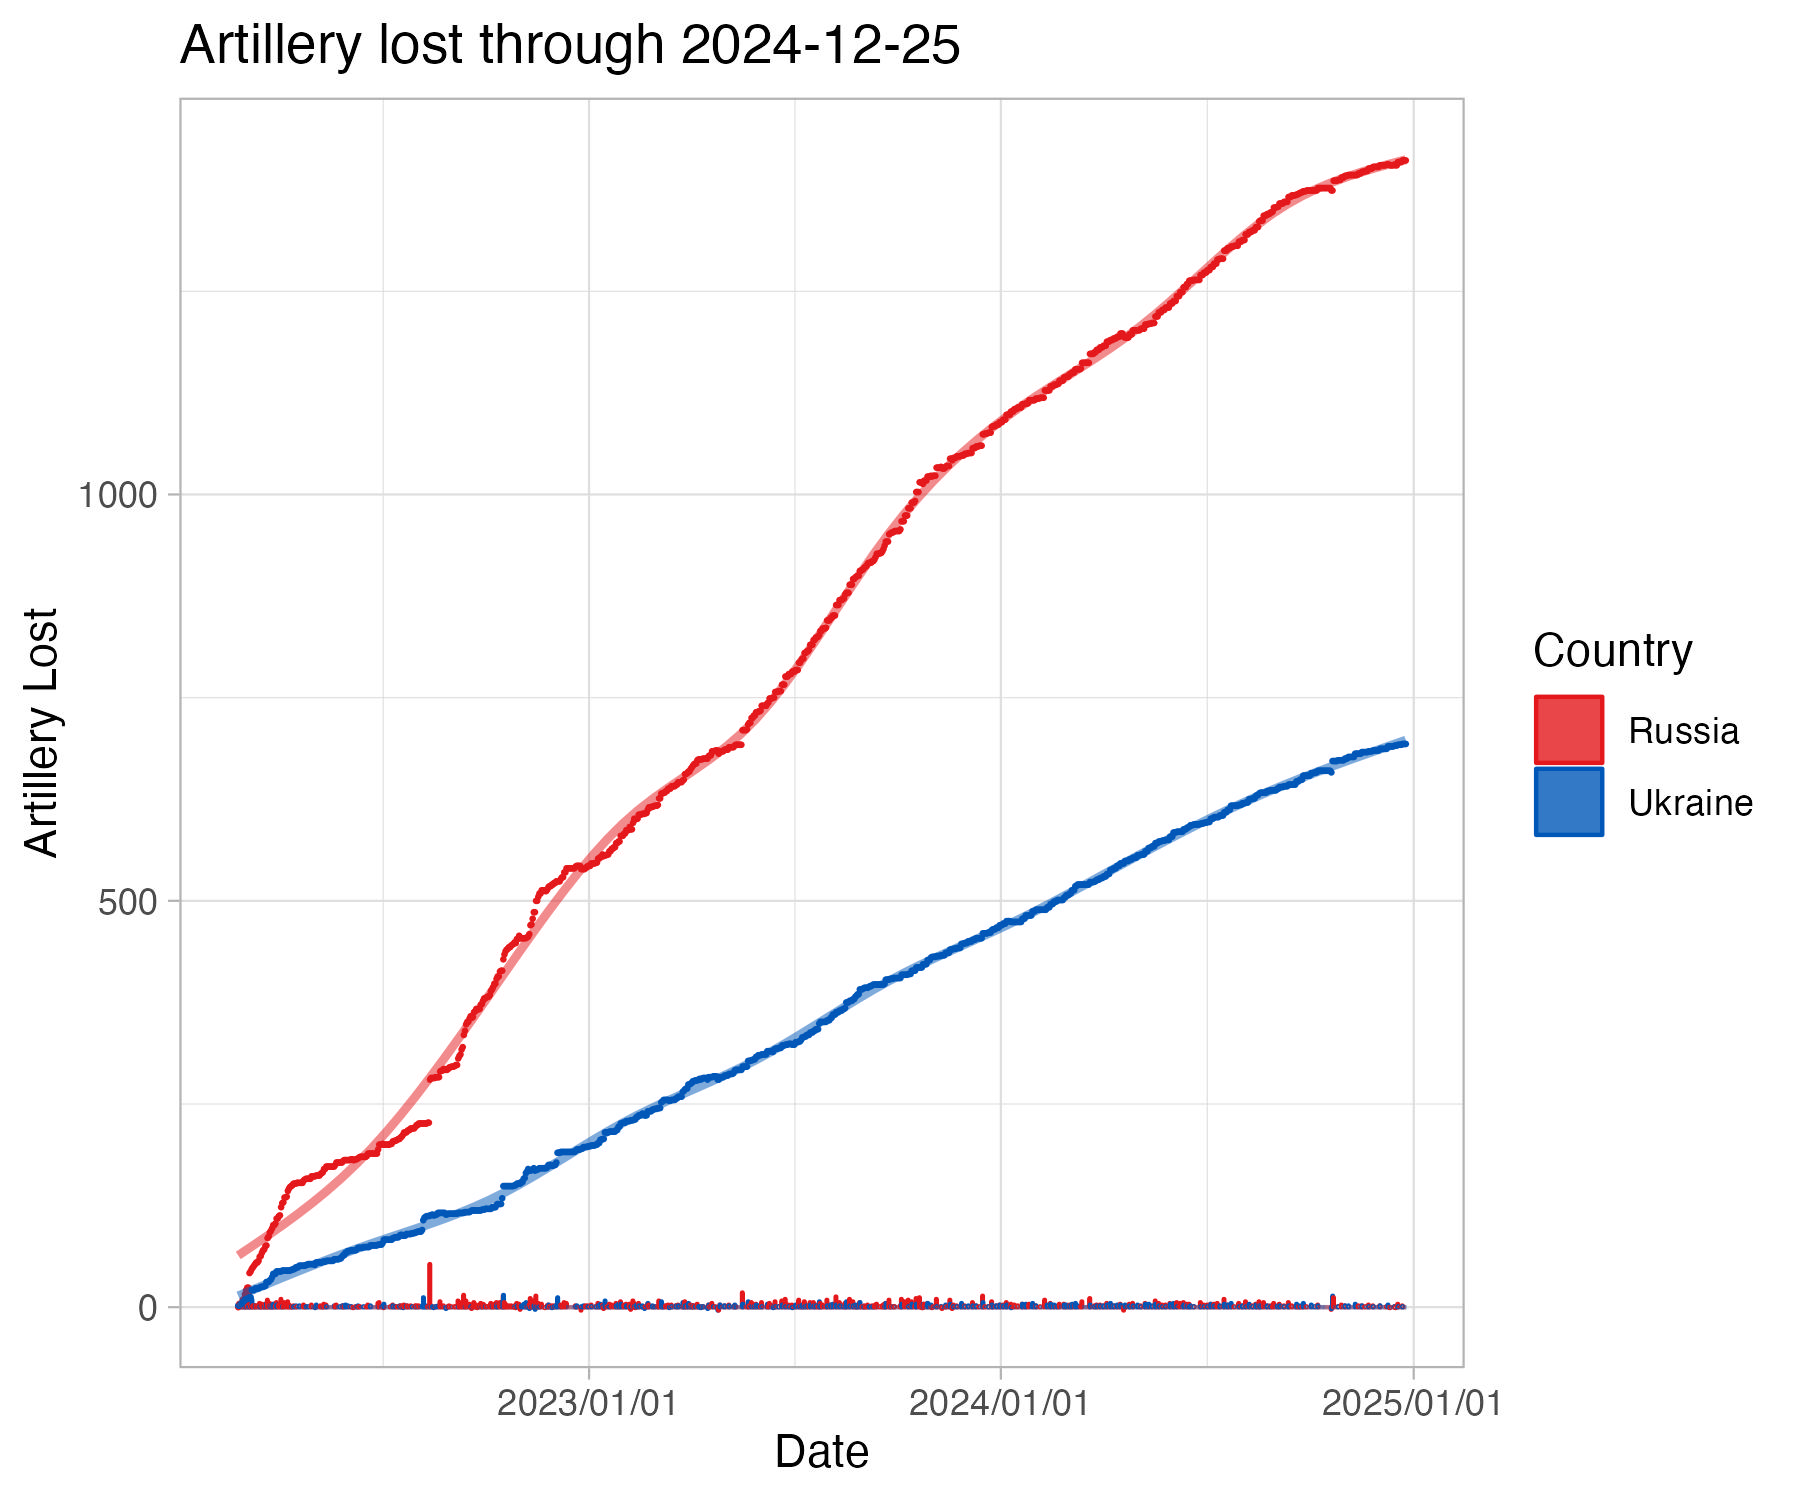 Artillery lost through 2024-12-25
Artillery Lost
1000
500
0
2023/01/01
2024/01/01
2025/01/01
Date
Country
Russia
Ukraine